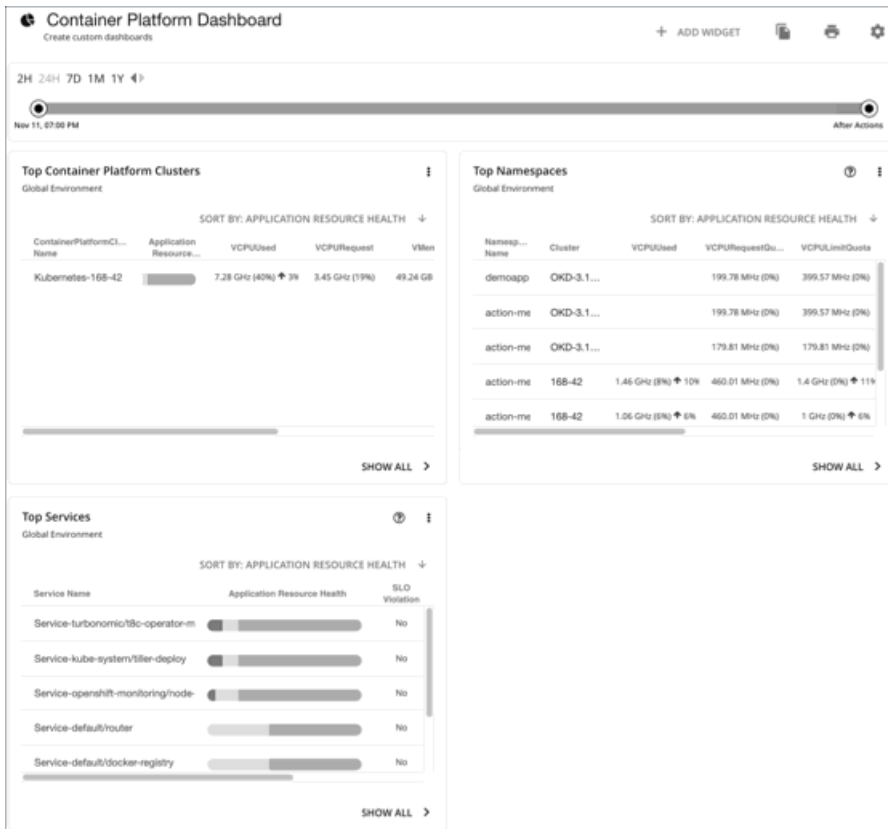 Container Platform Dashboard
Create custom dashboards
+ ADD WIDGET
2H 24H 7D 1M 1Y
Nov 11, 07:00 PM
After Actions
Top Container Platform Clusters
Global Environment
SORT BY: APPLICATION RESOURCE HEALTH
ContainerPlatformCl... Name Application Resource... VCPUUsed VCPURequest VMem
Kubernetes-168-42 7.28 GHz (40%) 3% 3.45 GHz (19%) 49.24 GB
SHOW ALL
Top Namespaces
Global Environment
SORT BY: APPLICATION RESOURCE HEALTH
Namesp... Name Cluster VCPUUsed VCPURequestQu... VCPULimitQuota
demoapp OKD-3.1... 199.78 MHz (0%) 399.57 MHz (0%)
action-me OKD-3.1... 199.78 MHz (0%) 399.57 MHz (0%)
action-me OKD-3.1... 179.81 MHz (0%) 179.81 MHz (0%)
action-me 168-42 1.46 GHz (8%) 10% 460.01 MHz (0%) 1.4 GHz (0%) 11%
action-me 168-42 1.06 GHz (6%) 6% 460.01 MHz (0%) 1 GHz (0%) 6%
SHOW ALL
Top Services
Global Environment
SORT BY: APPLICATION RESOURCE HEALTH
Service Name Application Resource Health SLO Violation
Service-turbonomic/t8c-operator-m No
Service-kube-system/tiller-deploy No
Service-openshift-monitoring/node- No
Service-default/router No
Service-default/docker-registry No
SHOW ALL